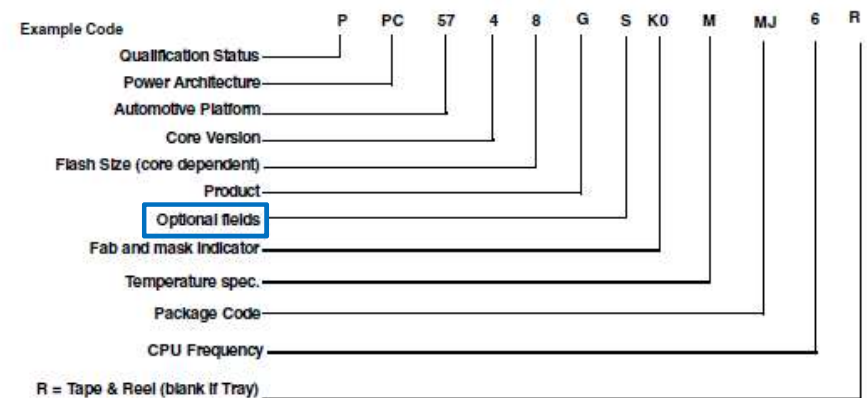 Example Code P PC 57 4 8 G S K0 M MJ 6 R
Qualification Status
Power Architecture
Automotive Platform
Core Version
Flash Size (core dependent)
Product
Optional fields
Fab and mask indicator
Temperature spec.
Package Code
CPU Frequency
R = Tape & Reel (blank if Tray)